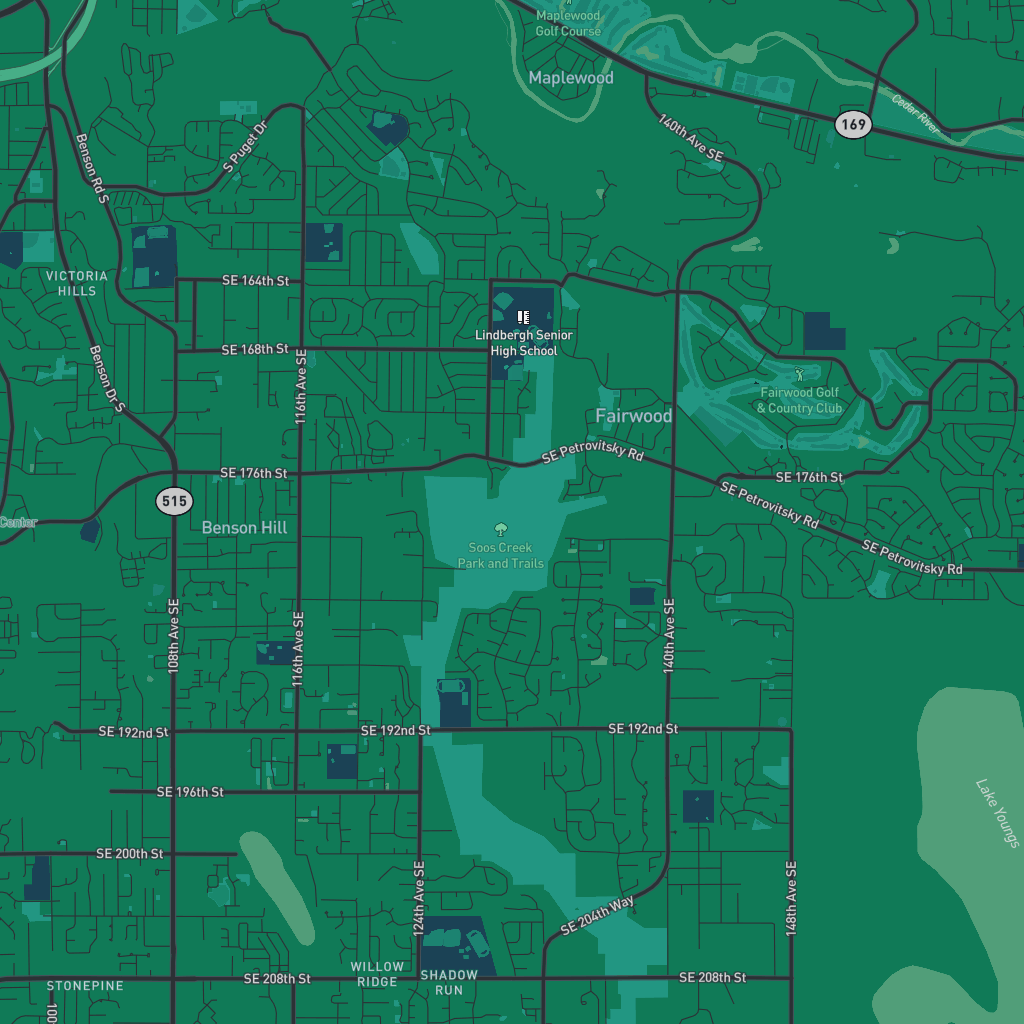 Maplewood
Golf Course
Maplewood
169
Cedar River
140th Ave SE
S Puget Dr
Benson Rd S
VICTORIA
HILLS
SE 164th St
Lindbergh Senior
High School
SE 168th St
116th Ave SE
Benson Dr S
Fairwood Golf
& Country Club
Fairwood
SE Petrovitsky Rd
SE 176th St
SE 176th St
515
SE Petrovitsky Rd
Center
Benson Hill
Soos Creek
Park and Trails
SE Petrovitsky Rd
108th Ave SE
116th Ave SE
140th Ave SE
SE 192nd St
SE 192nd St
SE 192nd St
SE 196th St
Lake Youngs
SE 200th St
124th Ave SE
148th Ave SE
SE 204th Way
WILLOW
RIDGE
SHADOW
RUN
STONEPINE
SE 208th St
SE 208th St
100